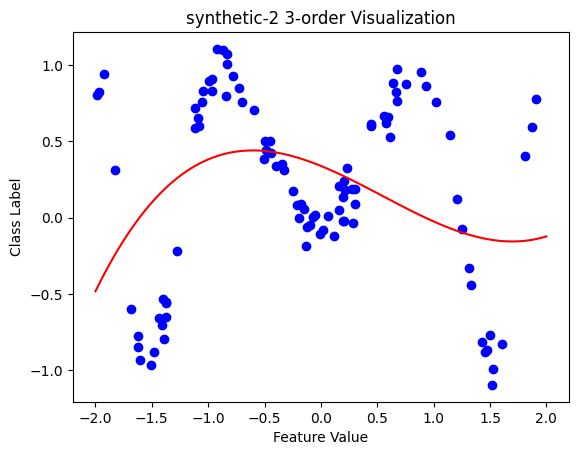 synthetic-2 3-order Visualization
1.0
0.5
0.0
−0.5
−1.0
Class Label
−2.0 −1.5 −1.0 −0.5 0.0 0.5 1.0 1.5 2.0
Feature Value